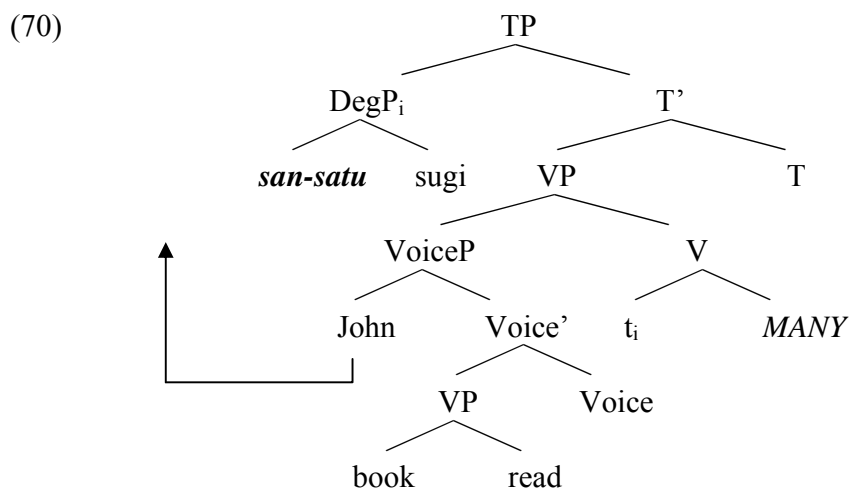 (70) TP
DegPᵢ T’
san-satu sugi VP T
VoiceP V
John Voice’ tᵢ MANY
VP Voice
book read